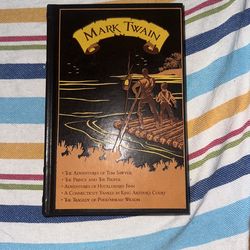 MARK TWAIN
• THE ADVENTURES OF TOM SAWYER
• THE PRINCE AND THE PAUPER
• ADVENTURES OF HUCKLEBERRY FINN
• A CONNECTICUT YANKEE IN KING ARTHUR'S COURT
• THE TRAGEDY OF PUDD'NHEAD WILSON